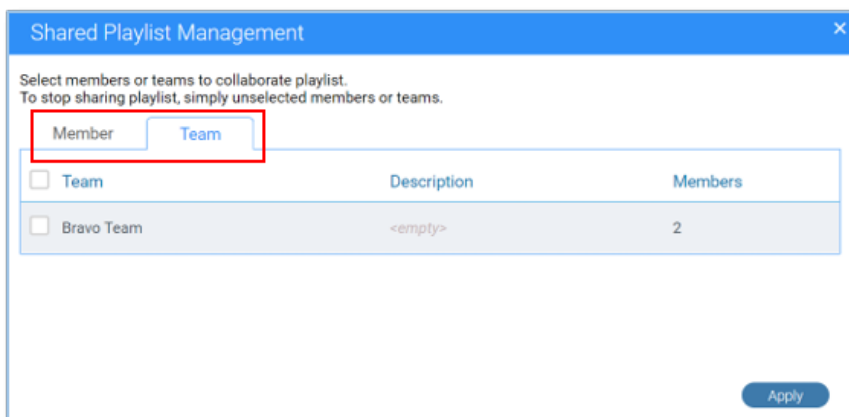 Shared Playlist Management
Select members or teams to collaborate playlist.
To stop sharing playlist, simply unselected members or teams.
Member Team
Team Description Members
Bravo Team <empty> 2
Apply